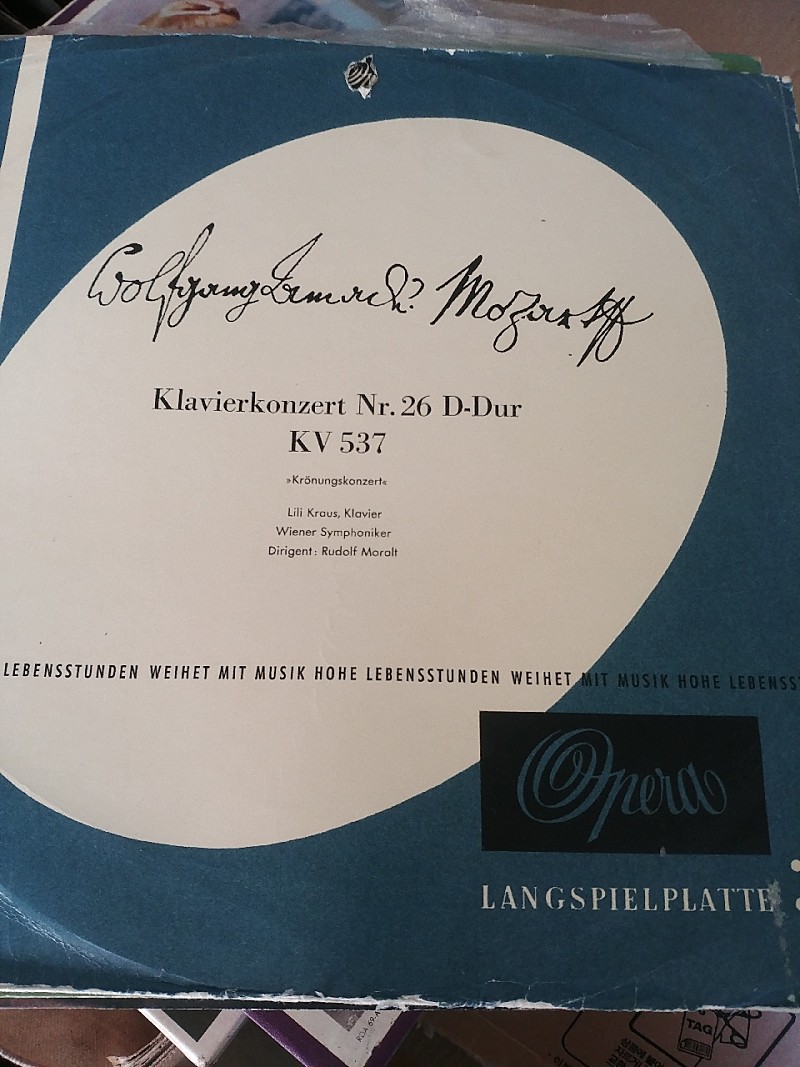 Wolfgang Amadè Mozart
Klavierkonzert Nr. 26 D-Dur
KV 537
»Krönungskonzert«
Lili Kraus, Klavier
Wiener Symphoniker
Dirigent: Rudolf Moralt
LEBENSSTUNDEN WEIHET MIT MUSIK HOHE LEBENSSTUNDEN WEIHET MIT MUSIK HOHE LEBENSS
Opera
LANGSPIELPLATTE
TAG